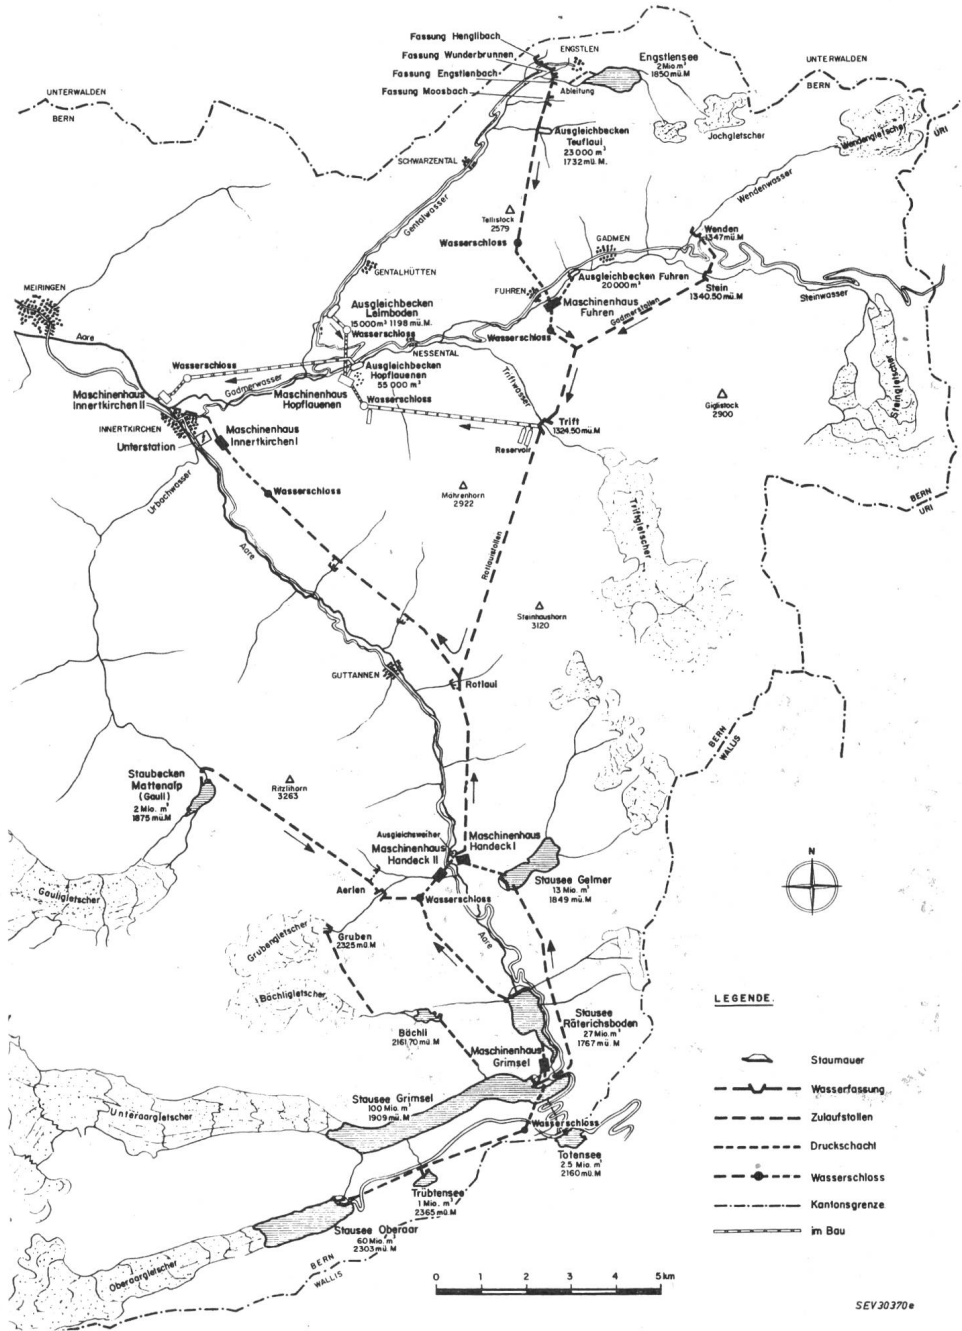 Fassung Henglibach
Fassung Wunderbrunnen
Fassung Engstlenbach
Fassung Moosbach
ENGSTLEN
Ableitung
Engstlensee
2 Mio. m³
1850 mü.M
UNTERWALDEN
BERN
UNTERWALDEN
BERN
Jochgletscher
Wendengletscher
URI
Ausgleichbecken
Teuflaui
23 000 m³
1732 mü.M.
SCHWARZENTAL
Gentalwasser
Wendenwasser
Tellistock
2579
Wasserschloss
GADMEN
Wenden
1347 mü.M
GENTALHÜTTEN
Ausgleichbecken Fuhren
20 000 m³
Stein
1340.50 mü.M
Steinwasser
MEIRINGEN
FUHREN
Maschinenhaus
Fuhren
Gadmerstollen
Ausgleichbecken
Leimboden
15 000 m³ 1198 mü.M.
Wasserschloss
Wasserschloss
Aare
NESSENTAL
Steingletscher
Wasserschloss
Ausgleichbecken
Hopflauenen
55 000 m³
Triftwasser
Gadmerwasser
Maschinenhaus
Hopflauenen
Wasserschloss
Giglistock
2900
Maschinenhaus
Innertkirchen II
INNERTKIRCHEN
Unterstation
Maschinenhaus
Innertkirchen I
Trift
1324.50 mü.M
Reservoir
Urbachwasser
Wasserschloss
Mährenhorn
2922
BERN
URI
Triftgletscher
Aare
Rotlauistollen
Steinhaushorn
3120
GUTTANNEN
Rotlaui
BERN
WALLIS
Staubecken
Mattenalp
(Gauli)
2 Mio. m³
1875 mü.M
Ritzlihorn
3263
Ausgleichsweiher
Maschinenhaus
Handeck II
Maschinenhaus
Handeck I
N
Stausee Gelmer
13 Mio. m³
1849 mü.M
Gauligletscher
Aerlen
Wasserschloss
Grubengletscher
Gruben
2325 mü.M
Aare
Bächligletscher
LEGENDE.
Stausee
Räterichsboden
27 Mio. m³
1767 mü.M
Bächli
2161.70 mü.M
Maschinenhaus
Grimsel
Staumauer
Wasserfassung
Zulaufstollen
Druckschacht
Wasserschloss
Kantonsgrenze
im Bau
Unteraargletscher
Stausee Grimsel
100 Mio. m³
1909 mü.M
Wasserschloss
Totensee
2.5 Mio. m³
2160 mü.M
Trübtensee
1 Mio. m³
2365 mü.M
Stausee Oberaar
60 Mio. m³
2303 mü.M
Oberaargletscher
BERN
WALLIS
0 1 2 3 4 5 km
SEV 30370 e